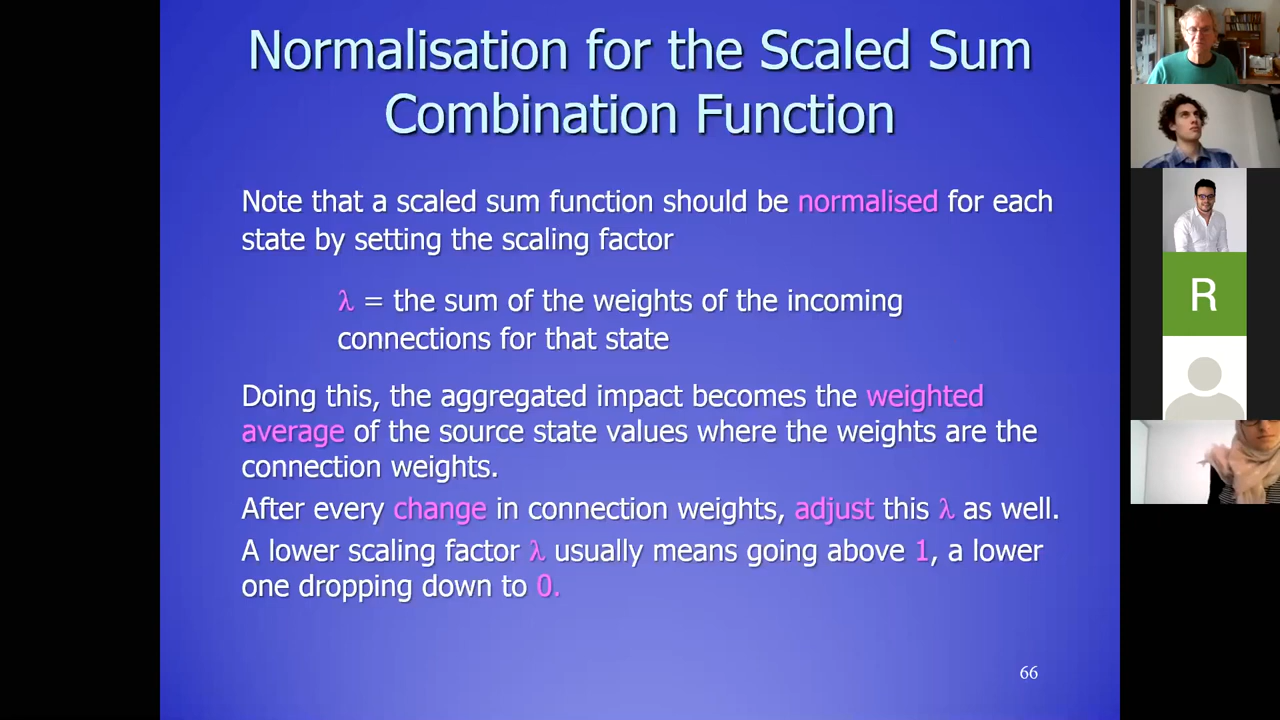 Normalisation for the Scaled Sum
Combination Function
Note that a scaled sum function should be normalised for each
state by setting the scaling factor
λ = the sum of the weights of the incoming
connections for that state
Doing this, the aggregated impact becomes the weighted
average of the source state values where the weights are the
connection weights.
After every change in connection weights, adjust this λ as well.
A lower scaling factor λ usually means going above 1, a lower
one dropping down to 0.
66
R